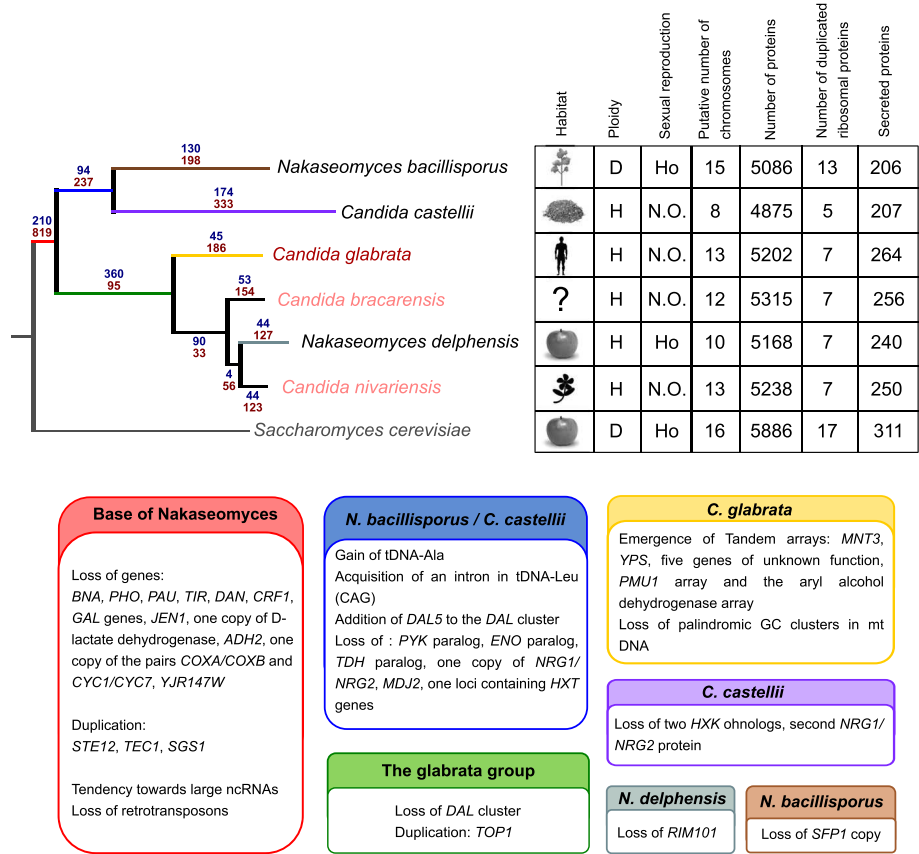 Habitat
Ploidy
Sexual reproduction
Putative number of
chromosomes
Number of proteins
Number of duplicated
ribosomal proteins
Secreted proteins
130
198
Nakaseomyces bacillisporus
D Ho 15 5086 13 206
94
237
174
333
Candida castellii
H N.O. 8 4875 5 207
210
819
45
186
Candida glabrata
H N.O. 13 5202 7 264
360
95
53
154
Candida bracarensis
? H N.O. 12 5315 7 256
90
33
44
127
Nakaseomyces delphensis
H Ho 10 5168 7 240
4
56
44
123
Candida nivariensis
H N.O. 13 5238 7 250
Saccharomyces cerevisiae
D Ho 16 5886 17 311
Base of Nakaseomyces
Loss of genes:
BNA, PHO, PAU, TIR, DAN, CRF1,
GAL genes, JEN1, one copy of D-
lactate dehydrogenase, ADH2, one
copy of the pairs COXA/COXB and
CYC1/CYC7, YJR147W
Duplication:
STE12, TEC1, SGS1
Tendency towards large ncRNAs
Loss of retrotransposons
N. bacillisporus / C. castellii
Gain of tDNA-Ala
Acquisition of an intron in tDNA-Leu
(CAG)
Addition of DAL5 to the DAL cluster
Loss of : PYK paralog, ENO paralog,
TDH paralog, one copy of NRG1/
NRG2, MDJ2, one loci containing HXT
genes
The glabrata group
Loss of DAL cluster
Duplication: TOP1
C. glabrata
Emergence of Tandem arrays: MNT3,
YPS, five genes of unknown function,
PMU1 array and the aryl alcohol
dehydrogenase array
Loss of palindromic GC clusters in mt
DNA
C. castellii
Loss of two HXK ohnologs, second NRG1/
NRG2 protein
N. delphensis
Loss of RIM101
N. bacillisporus
Loss of SFP1 copy